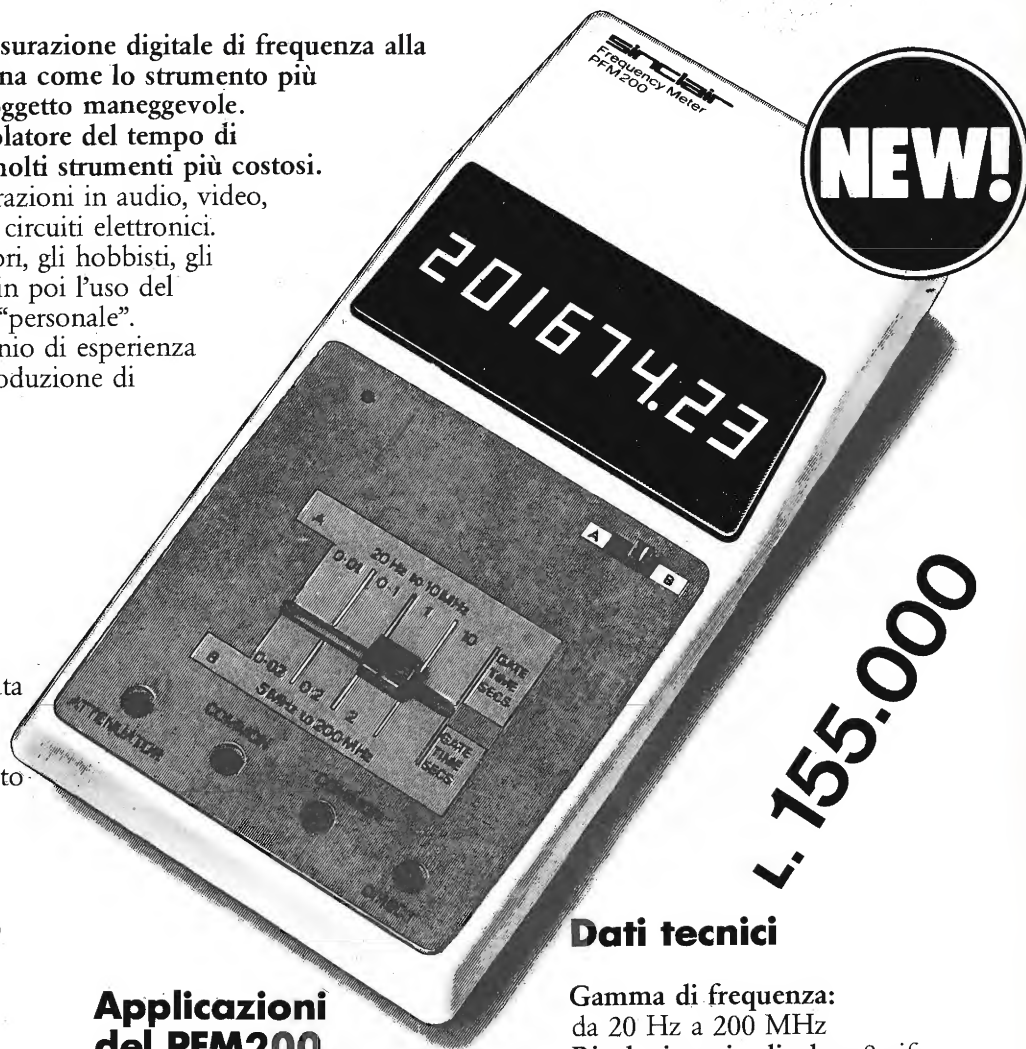 surazione digitale di frequenza alla
na come lo strumento più
oggetto maneggevole.
olatore del tempo di
molti strumenti più costosi.
razioni in audio, video,
circuiti elettronici.
ori, gli hobbisti, gli
in poi l'uso del
"personale".
nio di esperienza
oduzione di
sinclair
Frequency Meter
PFM200
NEW!
201674.23
A
B
A
20 Hz to 10 MHz
0·01 0·1 1 10
GATE
TIME
SECS
B
0·02 0·2 2
5 MHz to 200 MHz
GATE
TIME
SECS
ATTENUATOR
COMMON
DIRECT
ta
to
L. 155.000
Applicazioni
del PFM200
Dati tecnici
Gamma di frequenza:
da 20 Hz a 200 MHz